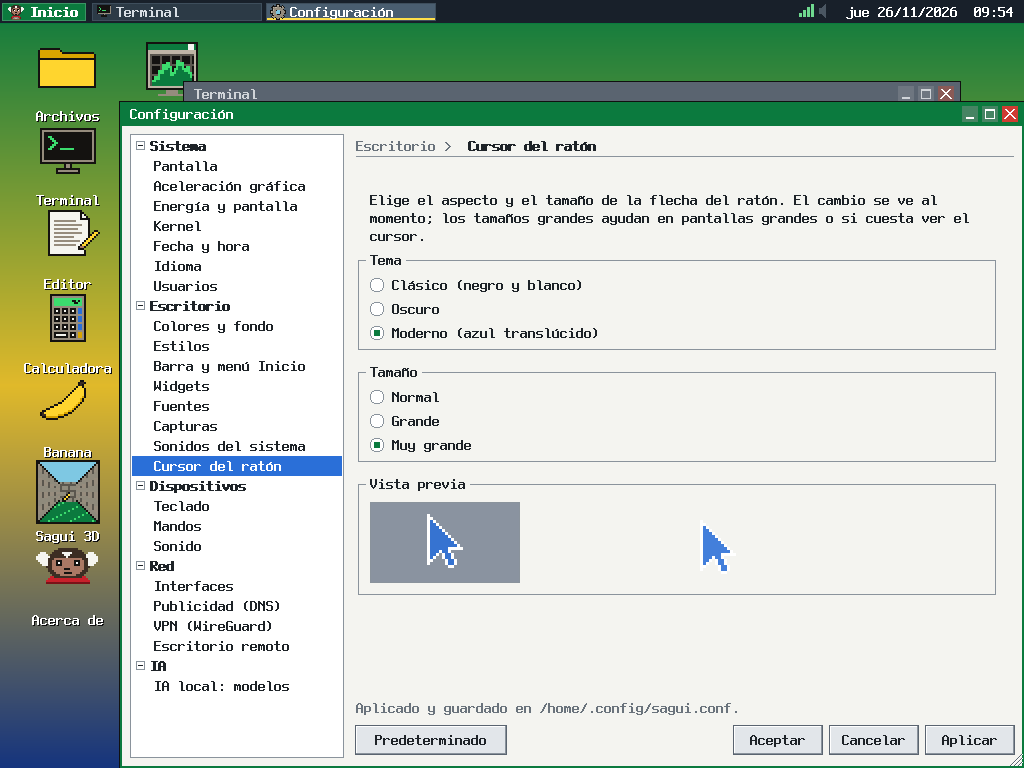 Inicio
Terminal
Configuración
jue 26/11/2026 09:54
Archivos
Terminal
Editor
Calculadora
Banana
Sagui 3D
Acerca de
Terminal
Configuración
Sistema
Pantalla
Aceleración gráfica
Energía y pantalla
Kernel
Fecha y hora
Idioma
Usuarios
Escritorio
Colores y fondo
Estilos
Barra y menú Inicio
Widgets
Fuentes
Capturas
Sonidos del sistema
Cursor del ratón
Dispositivos
Teclado
Mandos
Sonido
Red
Interfaces
Publicidad (DNS)
VPN (WireGuard)
Escritorio remoto
IA
IA local: modelos
Escritorio > Cursor del ratón
Elige el aspecto y el tamaño de la flecha del ratón. El cambio se ve al
momento; los tamaños grandes ayudan en pantallas grandes o si cuesta ver el
cursor.
Tema
Clásico (negro y blanco)
Oscuro
Moderno (azul translúcido)
Tamaño
Normal
Grande
Muy grande
Vista previa
Aplicado y guardado en /home/.config/sagui.conf.
Predeterminado
Aceptar
Cancelar
Aplicar